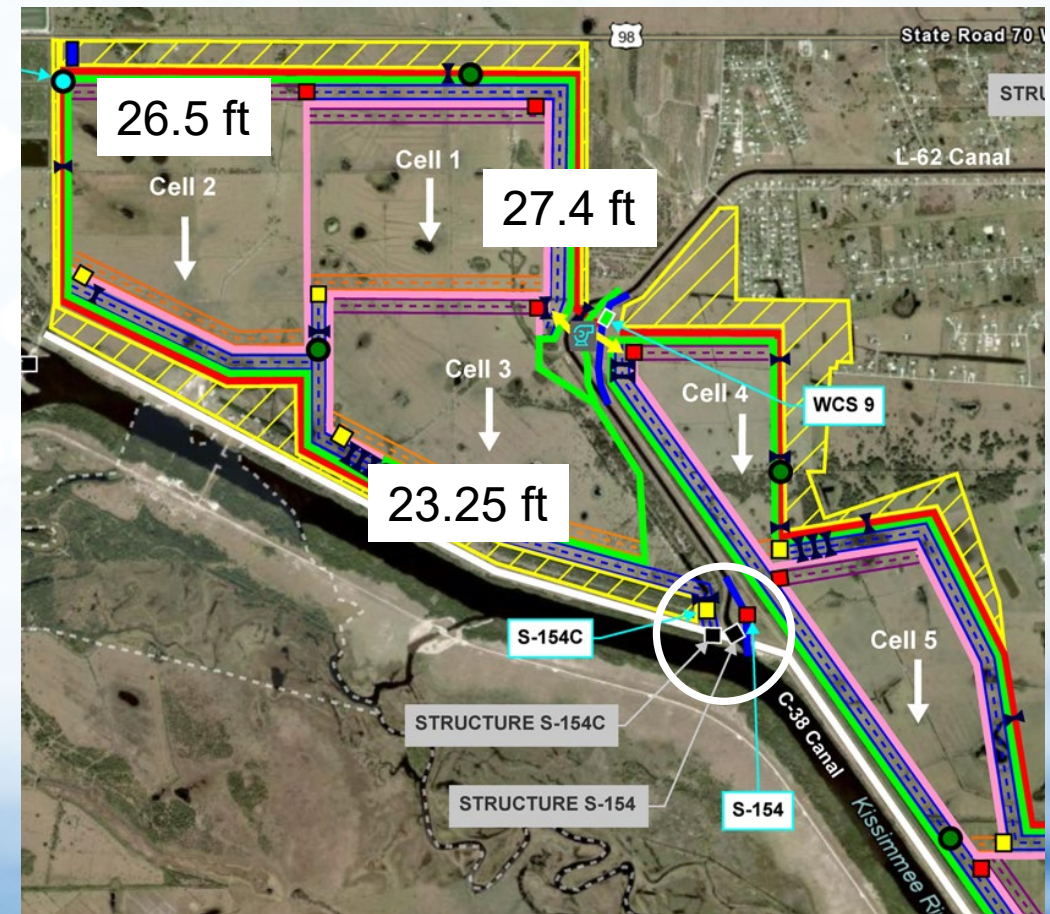 98
State Road 70 W
STRU
26.5 ft
Cell 1
L-62 Canal
Cell 2
27.4 ft
Cell 3
Cell 4
WCS 9
23.25 ft
S-154C
Cell 5
STRUCTURE S-154C
C-38 Canal
STRUCTURE S-154
S-154
Kissimmee Ri